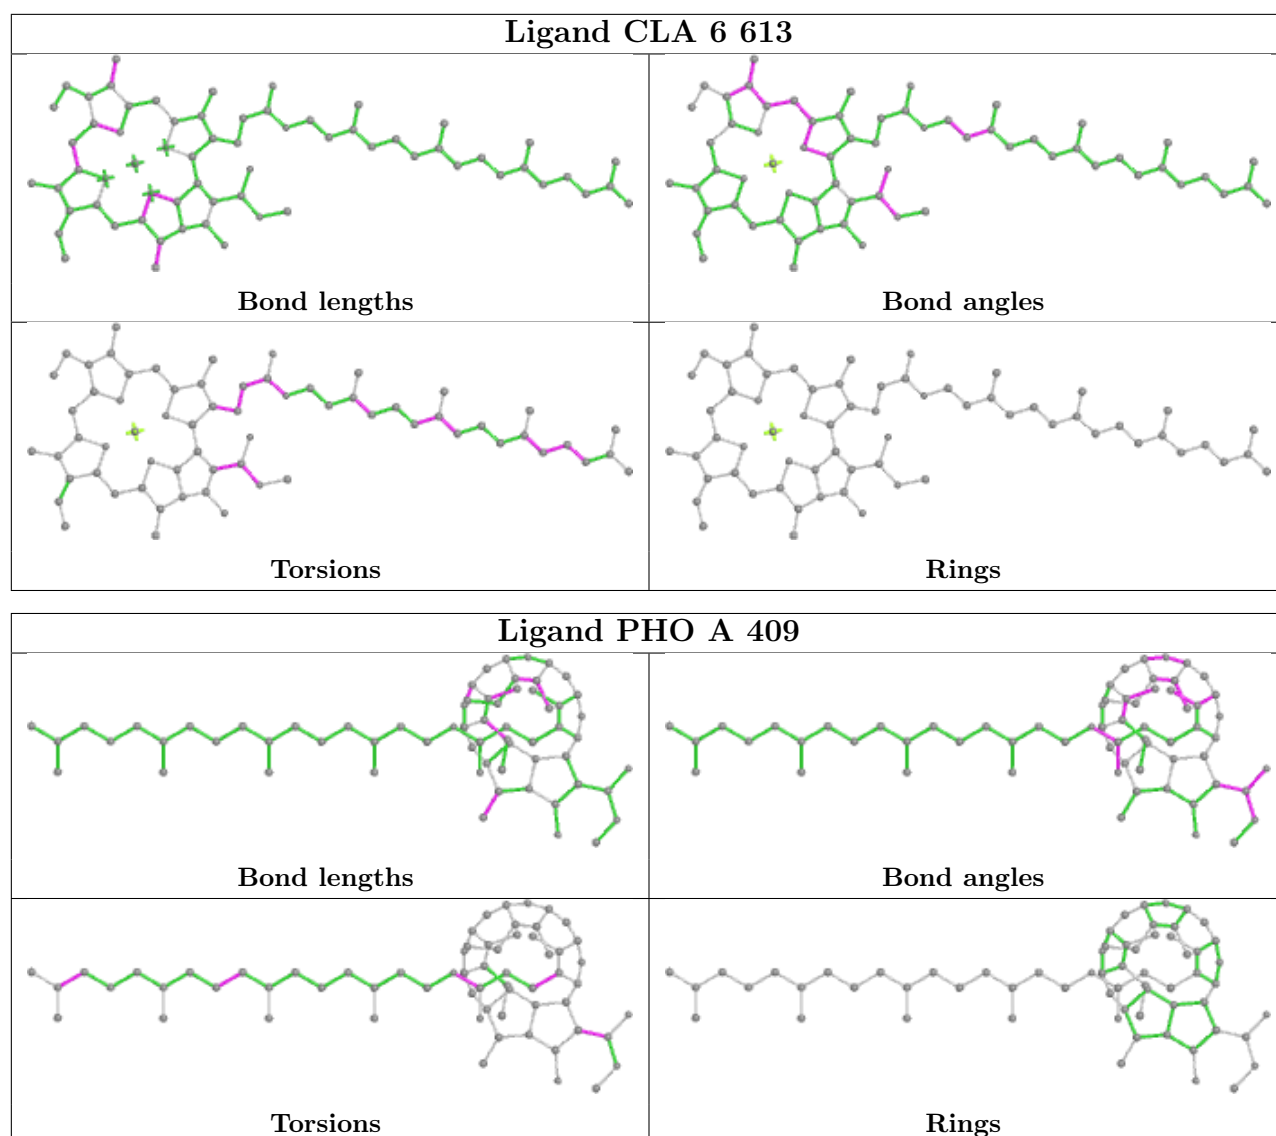 Ligand CLA 6 613
Bond lengths
Bond angles
Torsions
Rings
Ligand PHO A 409
Bond lengths
Bond angles
Torsions
Rings